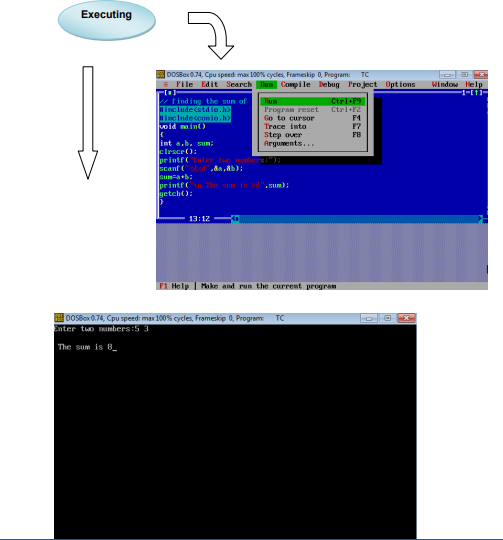 Executing
DOSBox 0.74, Cpu speed: max 100% cycles, Frameskip 0, Program: TC
≡ File Edit Search Run Compile Debug Project Options Window Help
1=[↑]
// finding the sum of
#include<stdio.h>
#include<conio.h>
void main()
{
int a,b, sum;
clrscr();
printf("Enter two numbers:");
scanf("%d%d",&a,&b);
sum=a+b;
printf("\n The sum is %d",sum);
getch();
}
13:12
Run Ctrl+F9
Program reset Ctrl+F2
Go to cursor F4
Trace into F7
Step over F8
Arguments...
F1 Help | Make and run the current program
DOSBox 0.74, Cpu speed: max 100% cycles, Frameskip 0, Program: TC
Enter two numbers:5 3
The sum is 8_